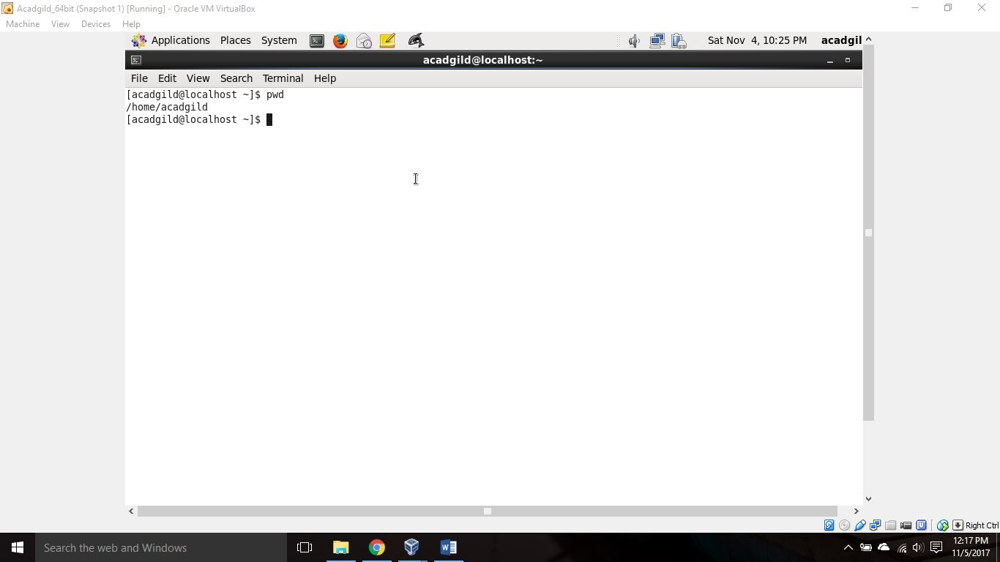 Acadgild_64bit (Snapshot 1) [Running] - Oracle VM VirtualBox
Machine View Devices Help
Applications Places System Sat Nov 4, 10:25 PM acadgil
acadgild@localhost:~
File Edit View Search Terminal Help
[acadgild@localhost ~]$ pwd
/home/acadgild
[acadgild@localhost ~]$
Right Ctrl
Search the web and Windows
12:17 PM
11/5/2017